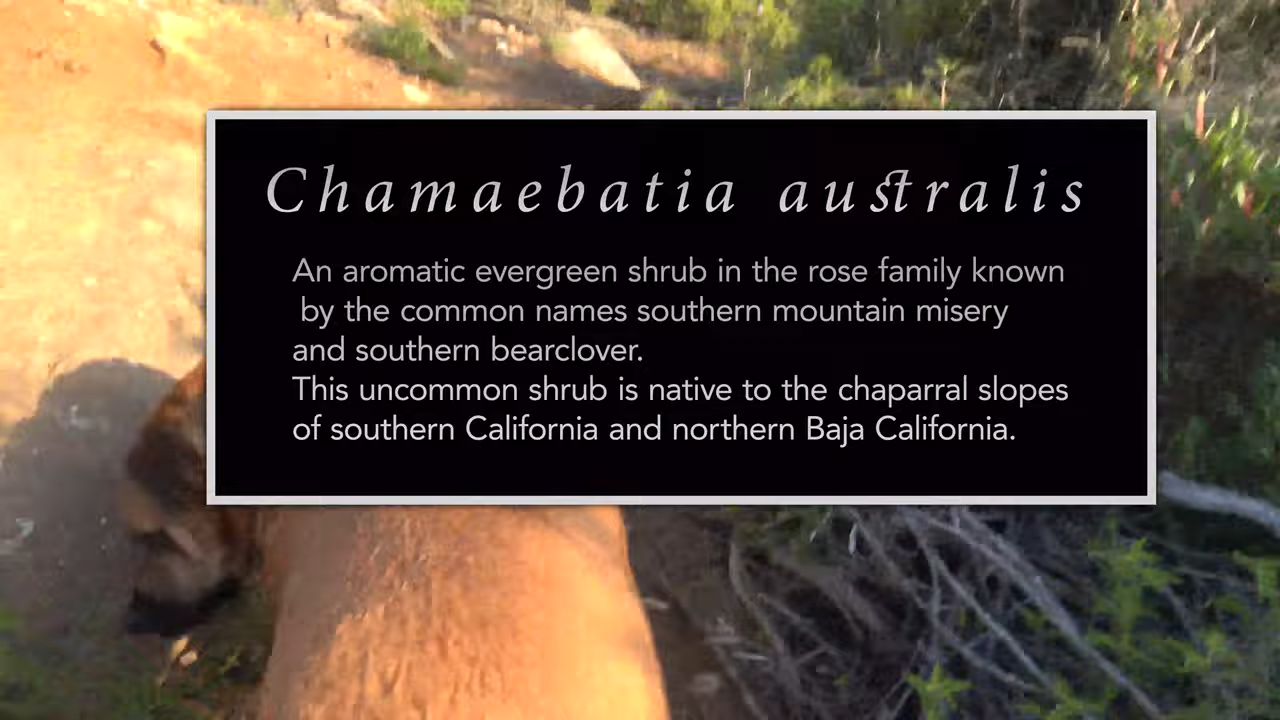 Chamaebatia australis
An aromatic evergreen shrub in the rose family known
by the common names southern mountain misery
and southern bearclover.
This uncommon shrub is native to the chaparral slopes
of southern California and northern Baja California.